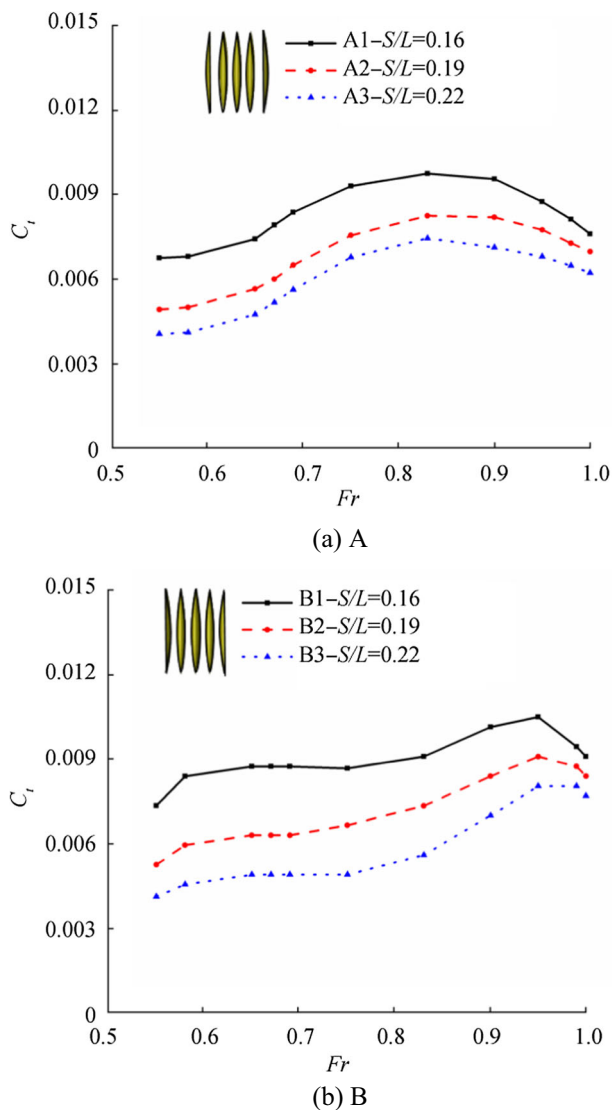 0.015
0.012
0.009
0.006
0.003
0
C_t
A1–S/L=0.16
A2–S/L=0.19
A3–S/L=0.22
0.5 0.6 0.7 0.8 0.9 1.0
Fr
(a) A
0.015
0.012
0.009
0.006
0.003
0
C_t
B1–S/L=0.16
B2–S/L=0.19
B3–S/L=0.22
0.5 0.6 0.7 0.8 0.9 1.0
Fr
(b) B